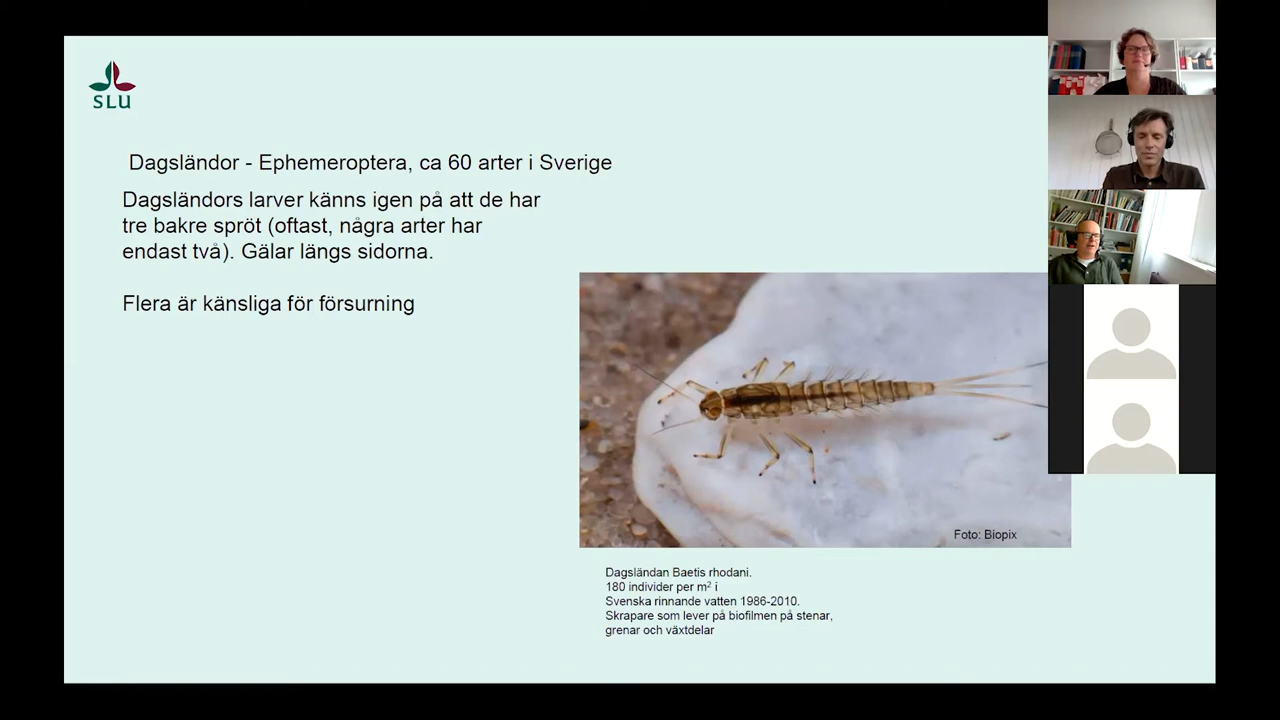 SLU
Dagsländor - Ephemeroptera, ca 60 arter i Sverige
Dagsländors larver känns igen på att de har
tre bakre spröt (oftast, några arter har
endast två). Gälar längs sidorna.
Flera är känsliga för försurning
Foto: Biopix
Dagsländan Baetis rhodani.
180 individer per m² i
Svenska rinnande vatten 1986-2010.
Skrapare som lever på biofilmen på stenar,
grenar och växtdelar